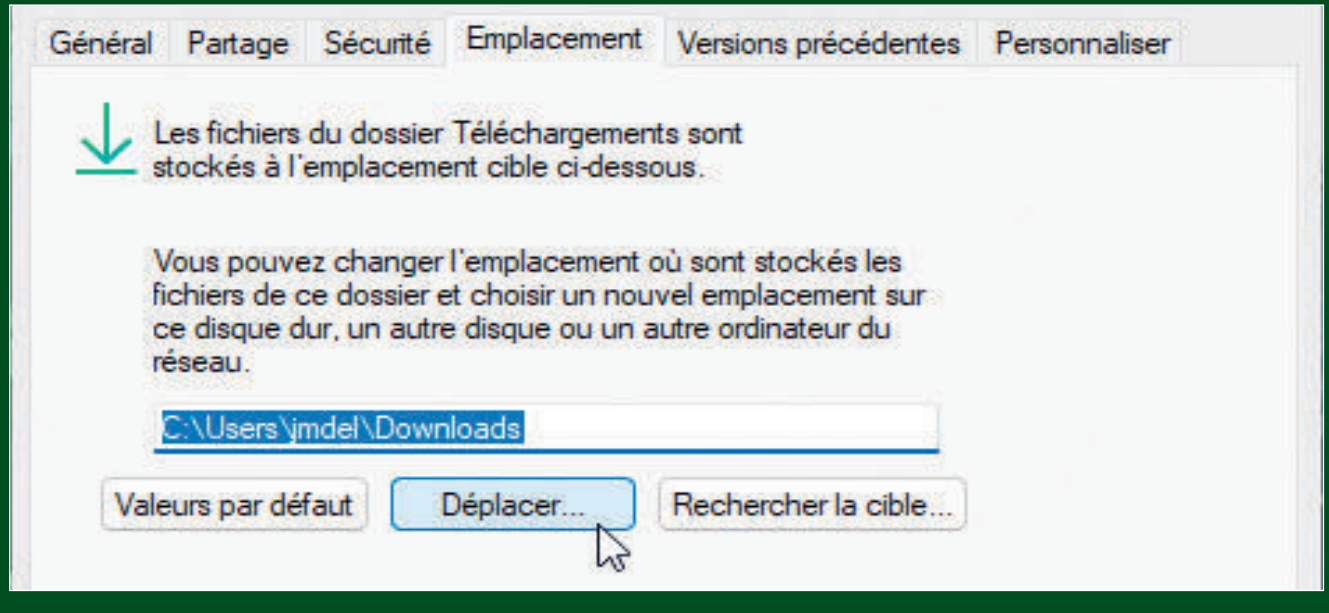 Général Partage Sécurité Emplacement Versions précédentes Personnaliser
Les fichiers du dossier Téléchargements sont
stockés à l'emplacement cible ci-dessous.
Vous pouvez changer l'emplacement où sont stockés les
fichiers de ce dossier et choisir un nouvel emplacement sur
ce disque dur, un autre disque ou un autre ordinateur du
réseau.
C:\Users\jmdel\Downloads
Valeurs par défaut Déplacer... Rechercher la cible...